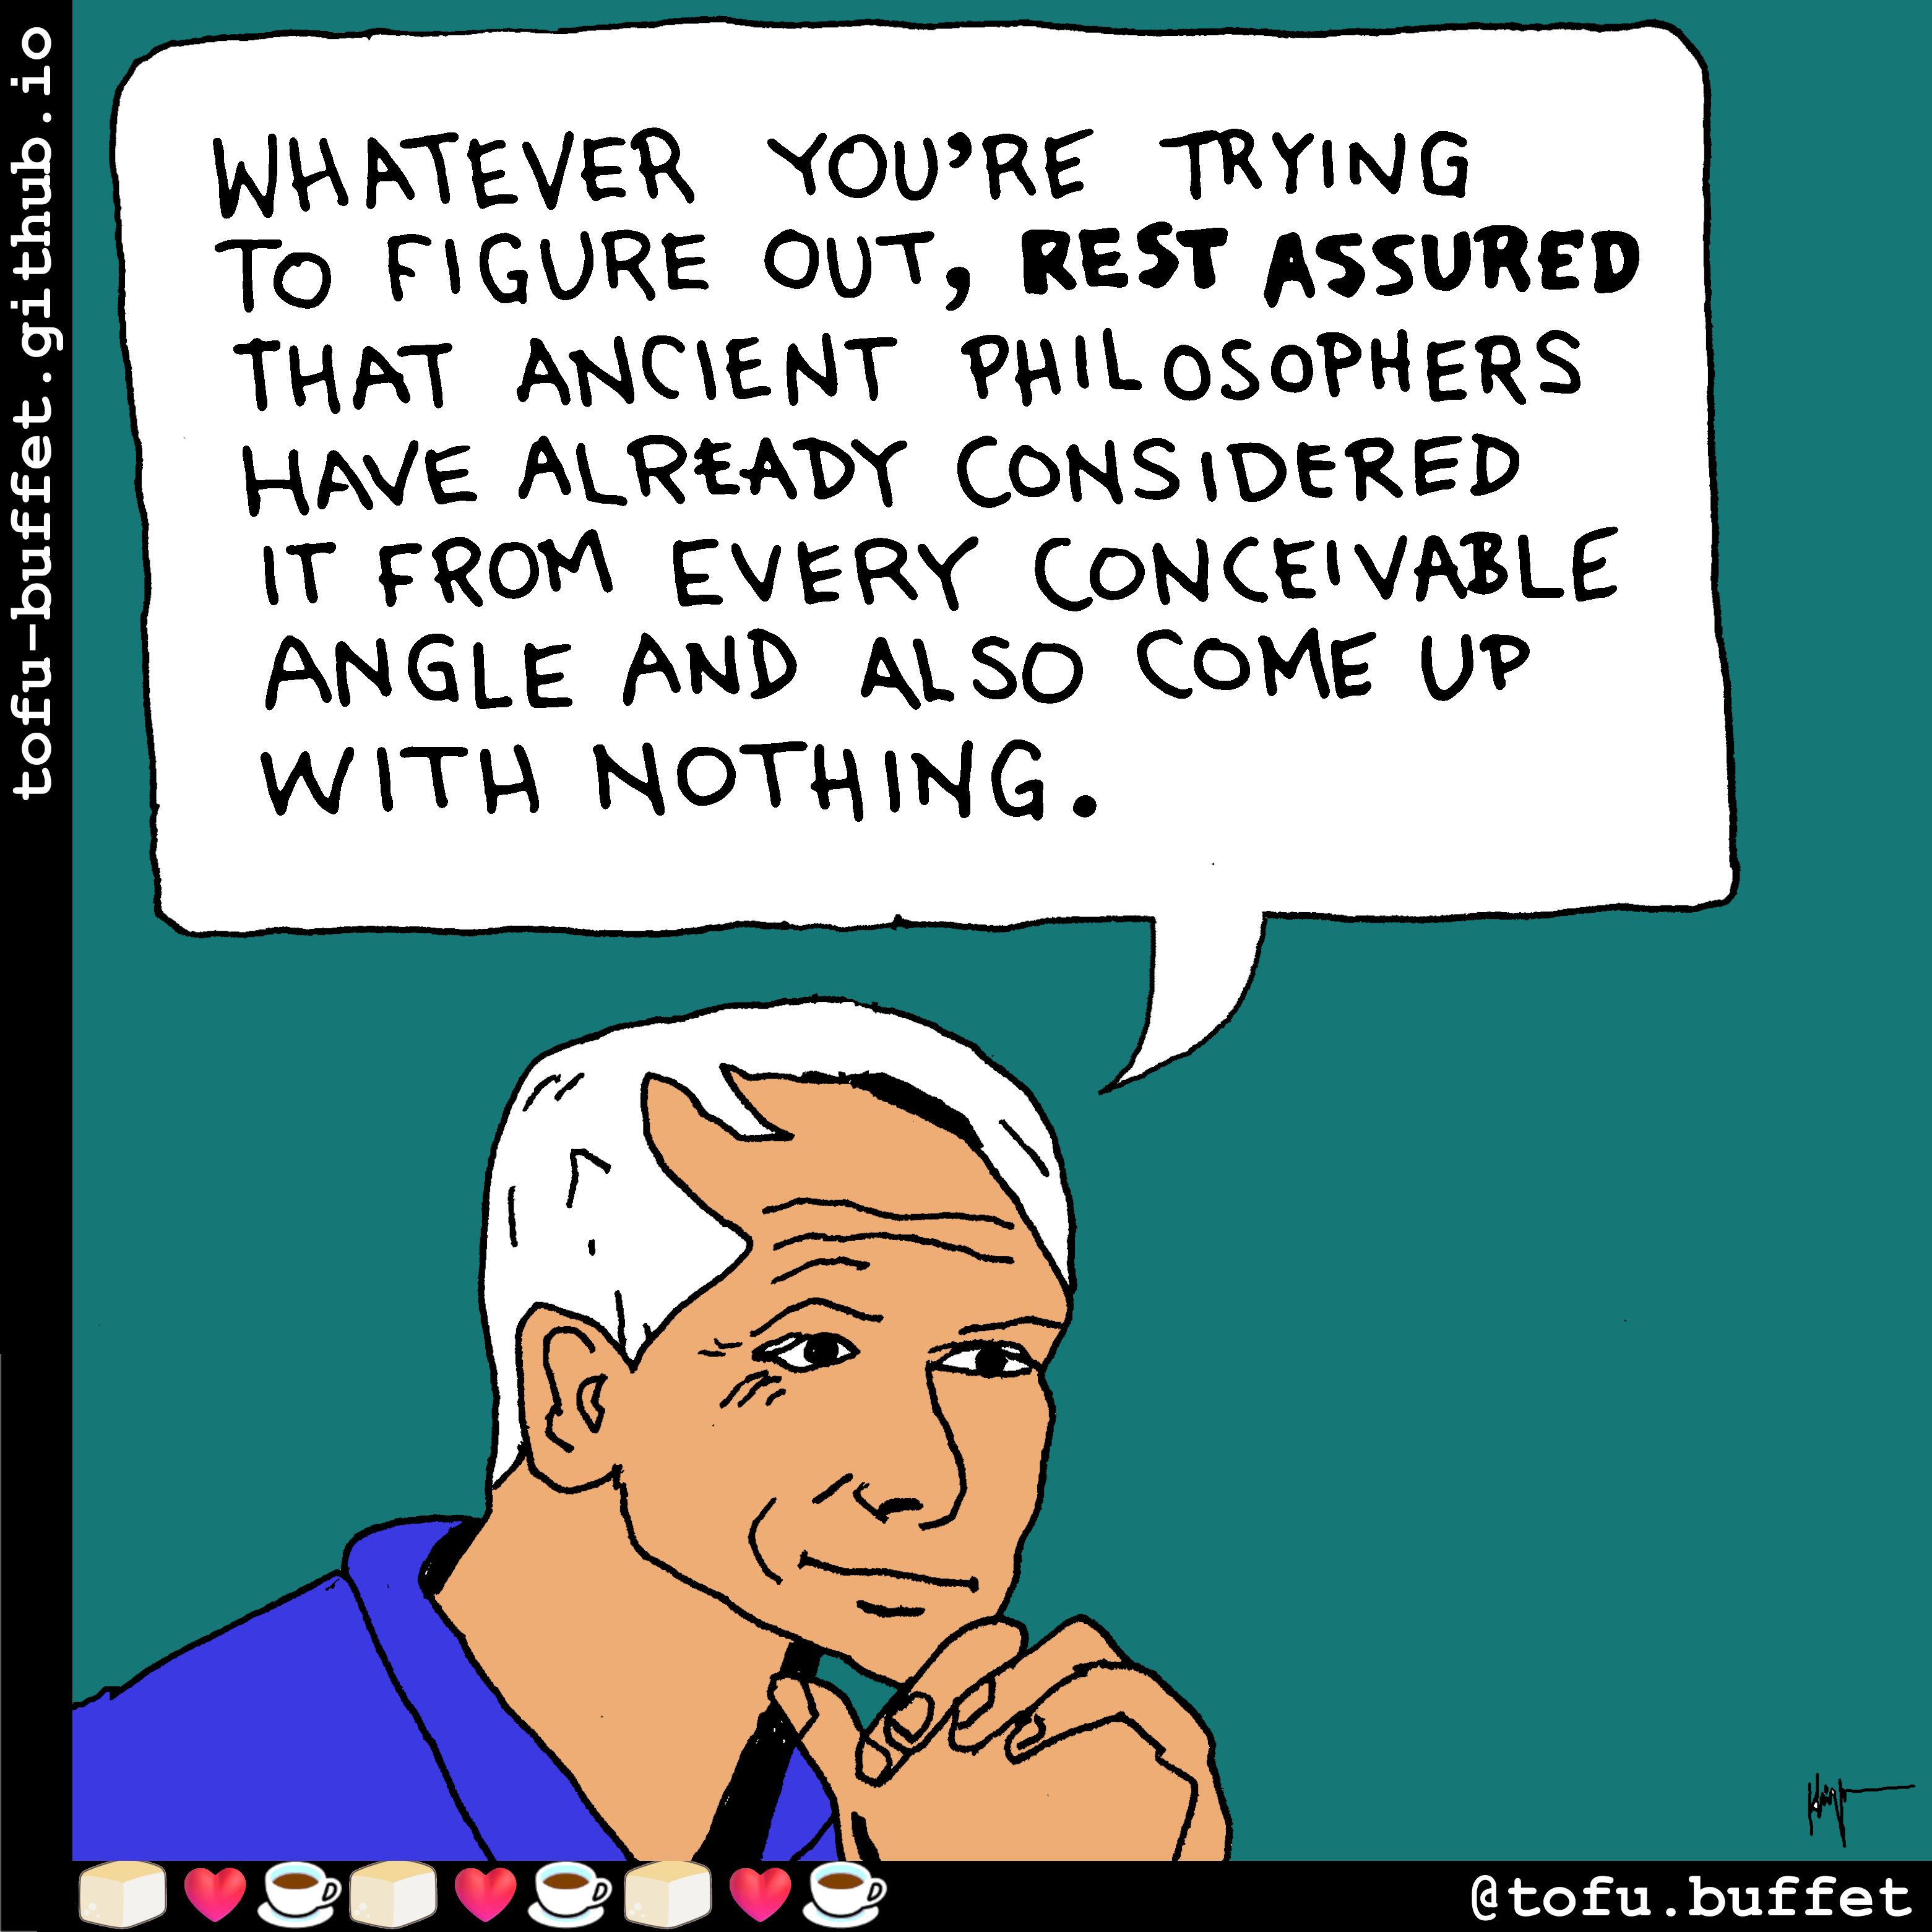 WHATEVER YOU'RE TRYING
TO FIGURE OUT, REST ASSURED
THAT ANCIENT PHILOSOPHERS
HAVE ALREADY CONSIDERED
IT FROM EVERY CONCEIVABLE
ANGLE AND ALSO COME UP
WITH NOTHING.
tofu-buffet.github.io
@tofu.buffet